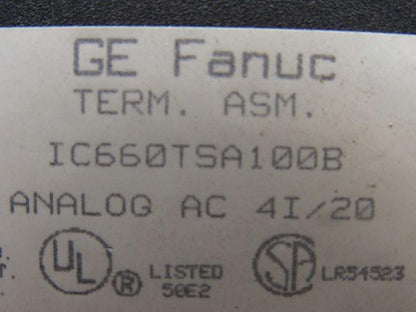 GE Fanuc
TERM. ASM.
IC660TSA100B
ANALOG AC 4I/20
UL ® LISTED 50E2 SA LR54523